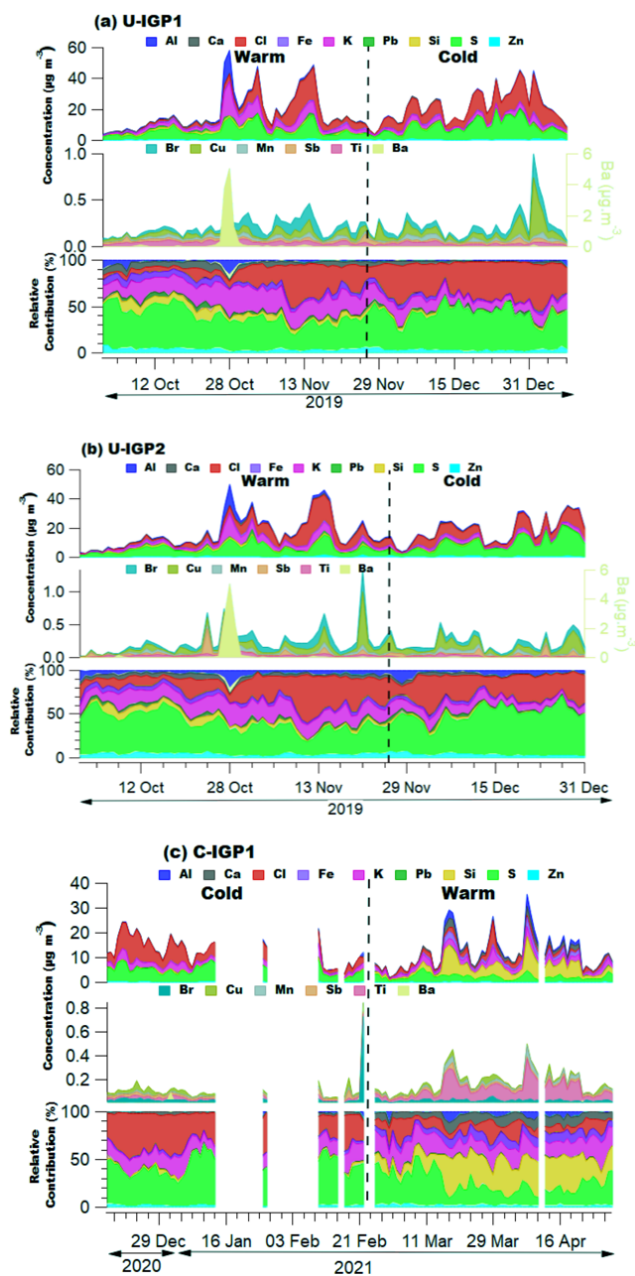 (a) U-IGP1
Al Ca Cl Fe K Pb Si S Zn
Warm Cold
Concentration (µg m⁻³)
60
40
20
0
Br Cu Mn Sb Ti Ba
1.0
0.5
0.0
Ba (µg.m⁻³)
6
4
2
0
Relative Contribution (%)
100
50
0
12 Oct 28 Oct 13 Nov 29 Nov 15 Dec 31 Dec
2019
(b) U-IGP2
Al Ca Cl Fe K Pb Si S Zn
Warm Cold
Concentration (µg m⁻³)
60
40
20
0
Br Cu Mn Sb Ti Ba
1.0
0.5
0.0
Ba (µg.m⁻³)
6
4
2
0
Relative Contribution (%)
100
50
0
12 Oct 28 Oct 13 Nov 29 Nov 15 Dec 31 Dec
2019
(c) C-IGP1
Al Ca Cl Fe K Pb Si S Zn
Cold Warm
Concentration (µg m⁻³)
40
30
20
10
0
Br Cu Mn Sb Ti Ba
0.8
0.6
0.4
0.2
Relative Contribution (%)
100
50
0
29 Dec 16 Jan 03 Feb 21 Feb 11 Mar 29 Mar 16 Apr
2020 2021